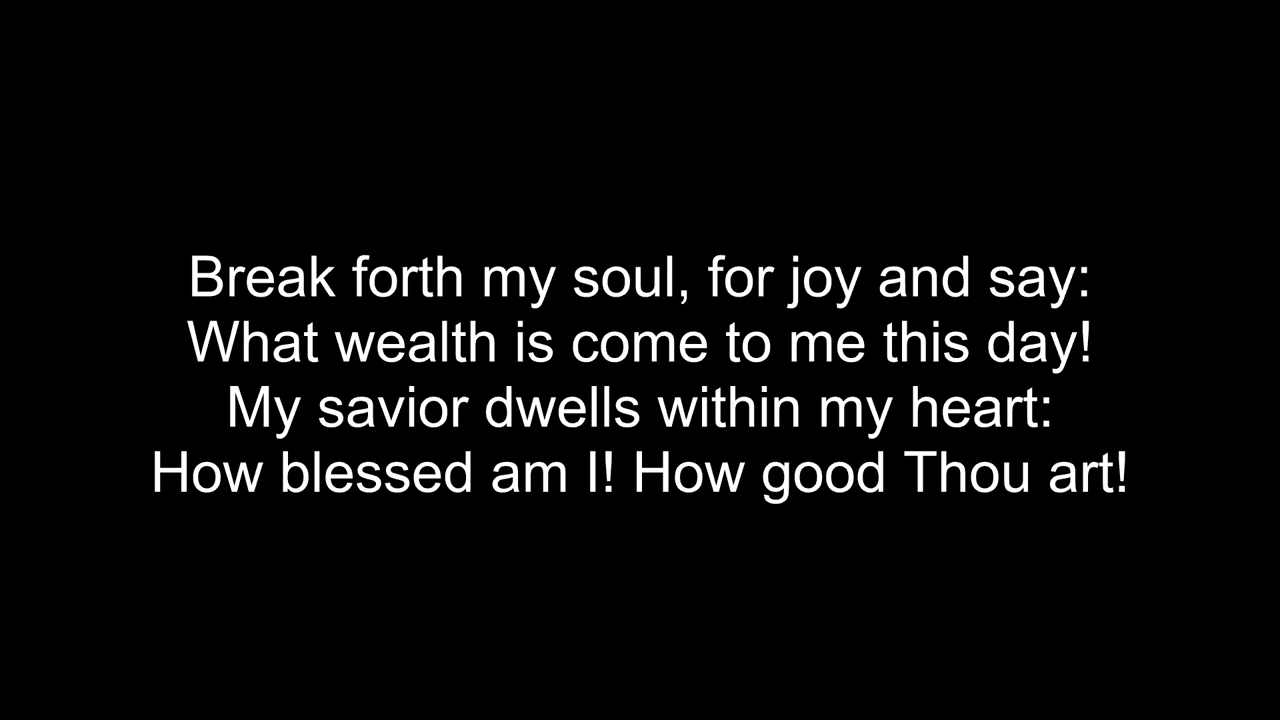 Break forth my soul, for joy and say:
What wealth is come to me this day!
My savior dwells within my heart:
How blessed am I! How good Thou art!